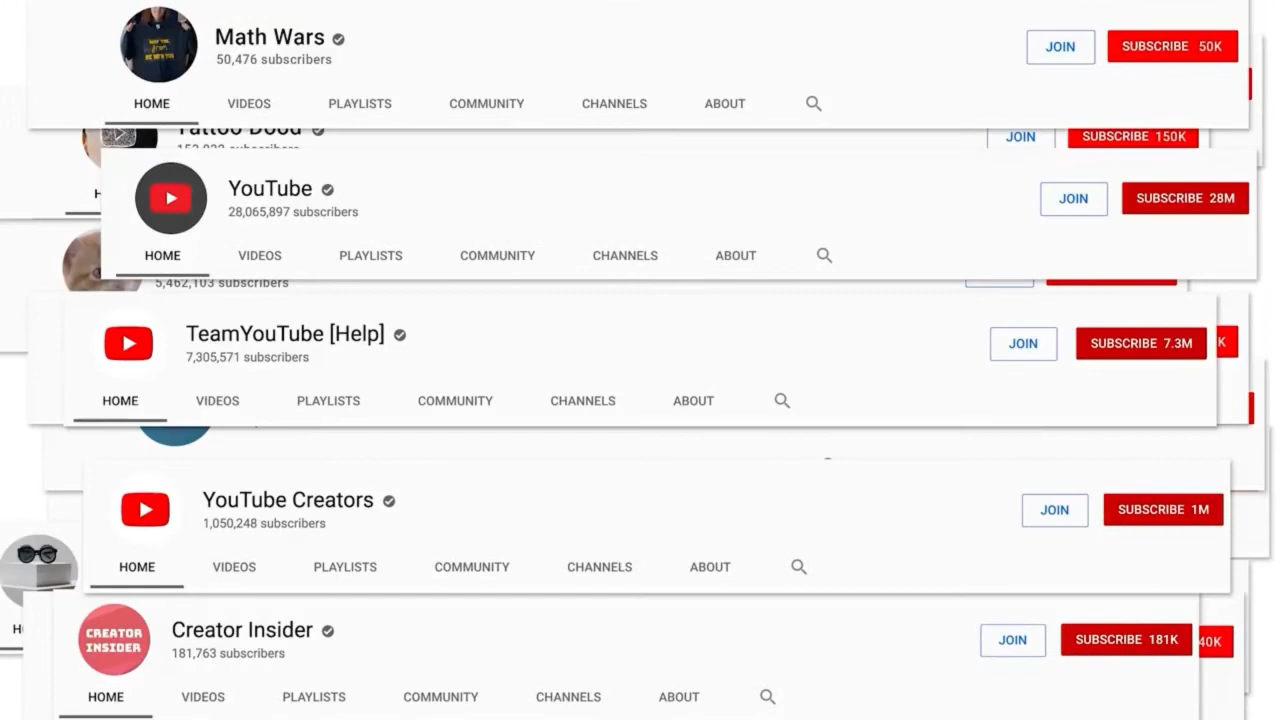 Math Wars
50,476 subscribers
JOIN
SUBSCRIBE 50K
HOME VIDEOS PLAYLISTS COMMUNITY CHANNELS ABOUT
Tattoo Dood
JOIN
SUBSCRIBE 150K
YouTube
28,065,897 subscribers
JOIN
SUBSCRIBE 28M
HOME VIDEOS PLAYLISTS COMMUNITY CHANNELS ABOUT
5,462,103 subscribers
TeamYouTube [Help]
7,305,571 subscribers
JOIN
SUBSCRIBE 7.3M
K
HOME VIDEOS PLAYLISTS COMMUNITY CHANNELS ABOUT
YouTube Creators
1,050,248 subscribers
JOIN
SUBSCRIBE 1M
HOME VIDEOS PLAYLISTS COMMUNITY CHANNELS ABOUT
CREATOR
INSIDER
Creator Insider
181,763 subscribers
JOIN
SUBSCRIBE 181K
40K
HOME VIDEOS PLAYLISTS COMMUNITY CHANNELS ABOUT